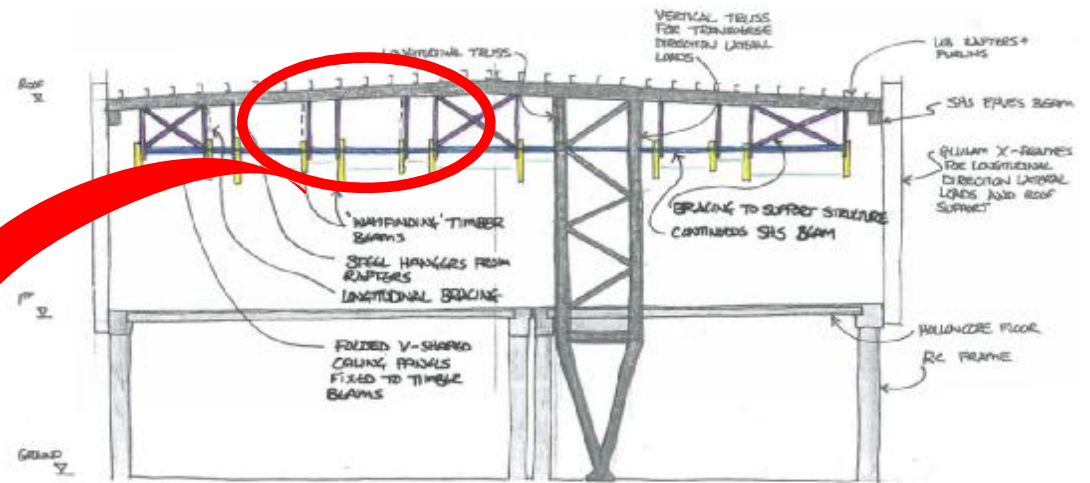 VERTICAL TRUSS
FOR TRANSVERSE
DIRECTION LATERAL
LOADS
LONGITUDINAL TRUSS
UB RAFTERS +
PURLINS
ROOF
SHS EAVES BEAM
GLULAM X-FRAMES
FOR LONGITUDINAL
DIRECTION LATERAL
LOADS AND ROOF
SUPPORT
'WAYFINDING' TIMBER
BEAMS
BRACING TO SUPPORT STRUCTURE
CONTINUOUS SHS BEAM
STEEL HANGERS FROM
RAFTERS
LONGITUDINAL BRACING
1ST
HOLLOWCORE FLOOR
RC FRAME
FOLDED V-SHAPED
CEILING PANELS
FIXED TO TIMBER
BEAMS
GROUND